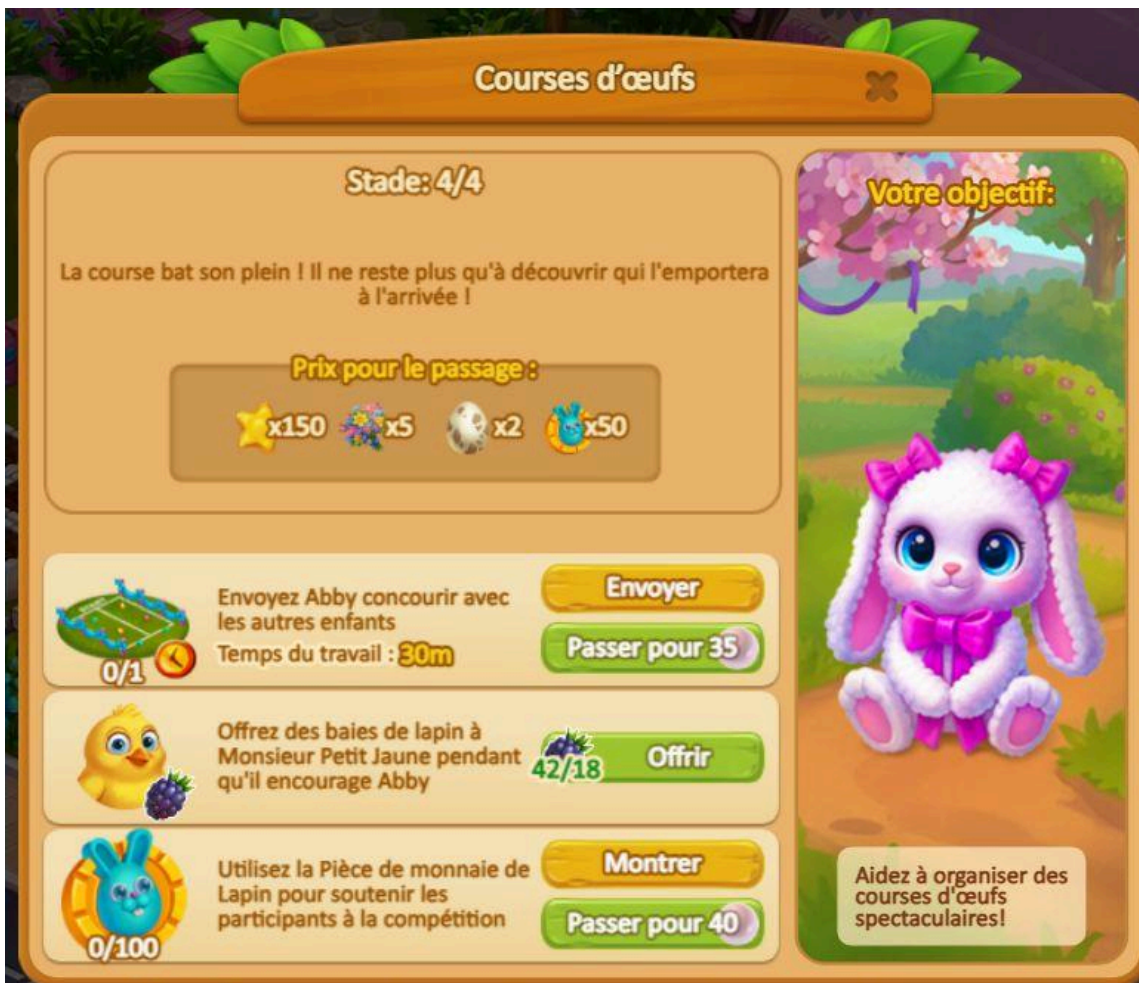 Courses d'œufs
Stade: 4/4
La course bat son plein ! Il ne reste plus qu'à découvrir qui l'emportera
à l'arrivée !
Prix pour le passage :
x150 x5 x2 x50
Votre objectif:
Envoyez Abby concourir avec
les autres enfants
Temps du travail : 30m
0/1
Envoyer
Passer pour 35
Offrez des baies de lapin à
Monsieur Petit Jaune pendant
qu'il encourage Abby
42/18
Offrir
Utilisez la Pièce de monnaie de
Lapin pour soutenir les
participants à la compétition
0/100
Montrer
Passer pour 40
Aidez à organiser des
courses d'œufs
spectaculaires!